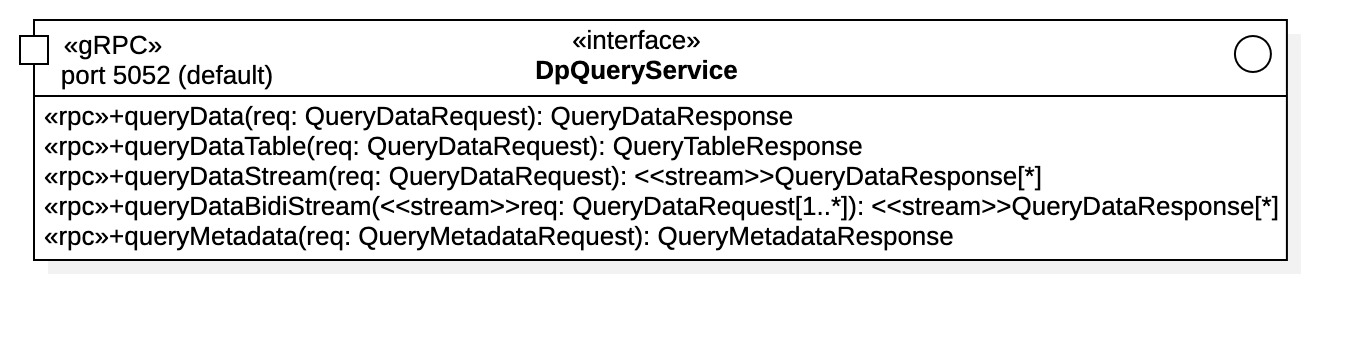 «gRPC»
port 5052 (default)
«interface»
DpQueryService
«rpc»+queryData(req: QueryDataRequest): QueryDataResponse
«rpc»+queryDataTable(req: QueryDataRequest): QueryTableResponse
«rpc»+queryDataStream(req: QueryDataRequest): <<stream>>QueryDataResponse[*]
«rpc»+queryDataBidiStream(<<stream>>req: QueryDataRequest[1..*]): <<stream>>QueryDataResponse[*]
«rpc»+queryMetadata(req: QueryMetadataRequest): QueryMetadataResponse